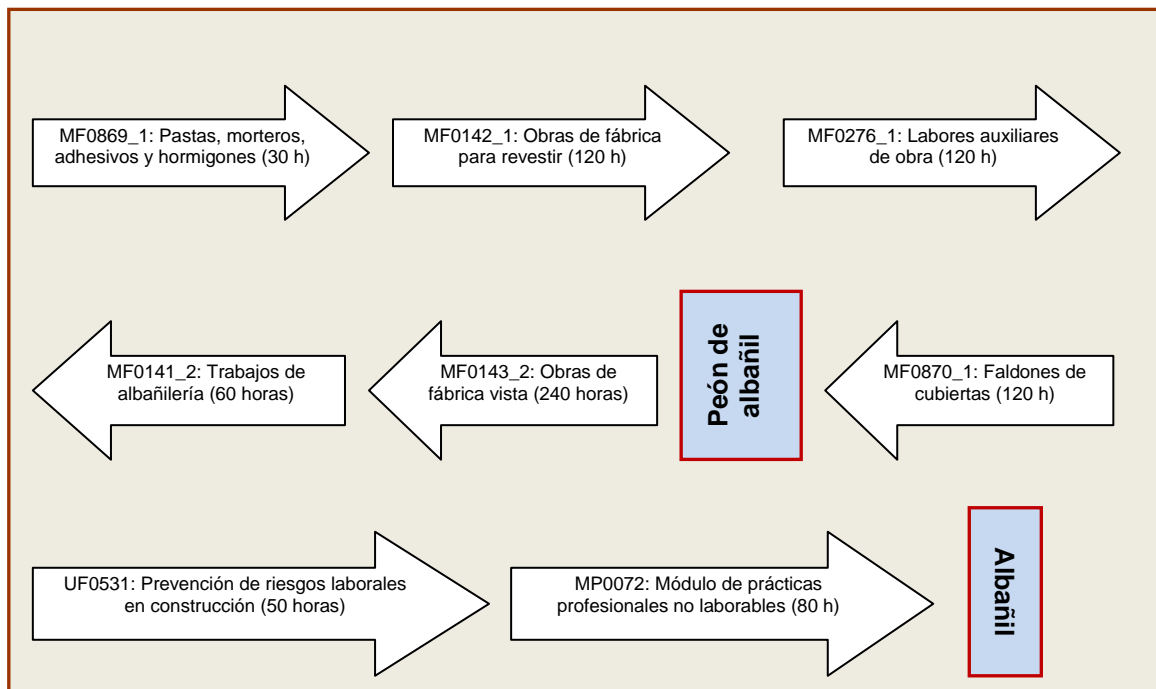 MF0869_1: Pastas, morteros,
adhesivos y hormigones (30 h)
MF0142_1: Obras de fábrica
para revestir (120 h)
MF0276_1: Labores auxiliares
de obra (120 h)
MF0141_2: Trabajos de
albañilería (60 horas)
MF0143_2: Obras de
fábrica vista (240 horas)
Peón de
albañil
MF0870_1: Faldones de
cubiertas (120 h)
UF0531: Prevención de riesgos laborales
en construcción (50 horas)
MP0072: Módulo de prácticas
profesionales no laborables (80 h)
Albañil